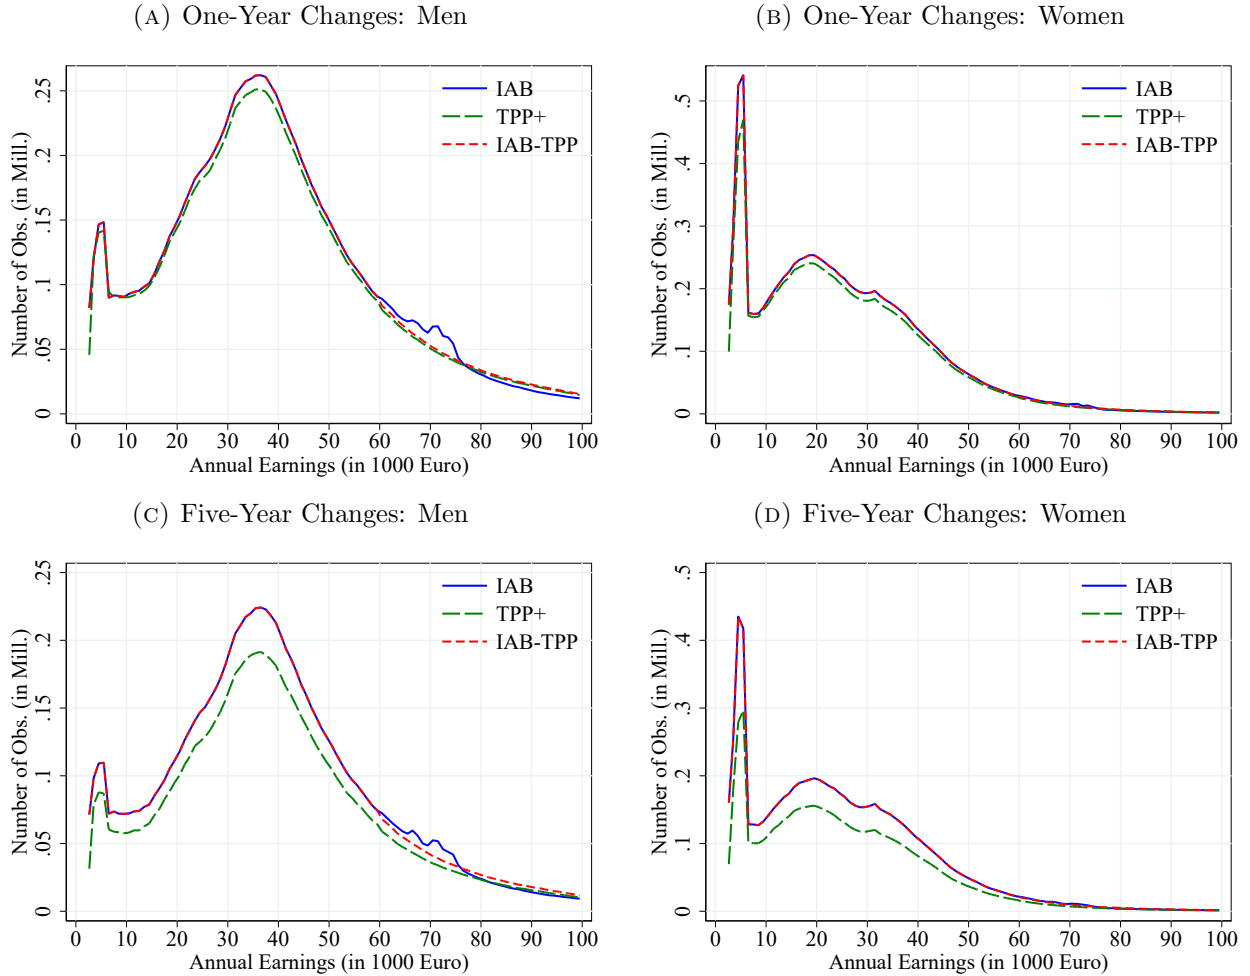 (A) One-Year Changes: Men
Number of Obs. (in Mill.)
.25
.2
.15
.1
.05
0
IAB
TPP+
IAB-TPP
0 10 20 30 40 50 60 70 80 90 100
Annual Earnings (in 1000 Euro)
(B) One-Year Changes: Women
Number of Obs. (in Mill.)
.5
.4
.3
.2
.1
0
IAB
TPP+
IAB-TPP
0 10 20 30 40 50 60 70 80 90 100
Annual Earnings (in 1000 Euro)
(C) Five-Year Changes: Men
Number of Obs. (in Mill.)
.25
.2
.15
.1
.05
0
IAB
TPP+
IAB-TPP
0 10 20 30 40 50 60 70 80 90 100
Annual Earnings (in 1000 Euro)
(D) Five-Year Changes: Women
Number of Obs. (in Mill.)
.5
.4
.3
.2
.1
0
IAB
TPP+
IAB-TPP
0 10 20 30 40 50 60 70 80 90 100
Annual Earnings (in 1000 Euro)